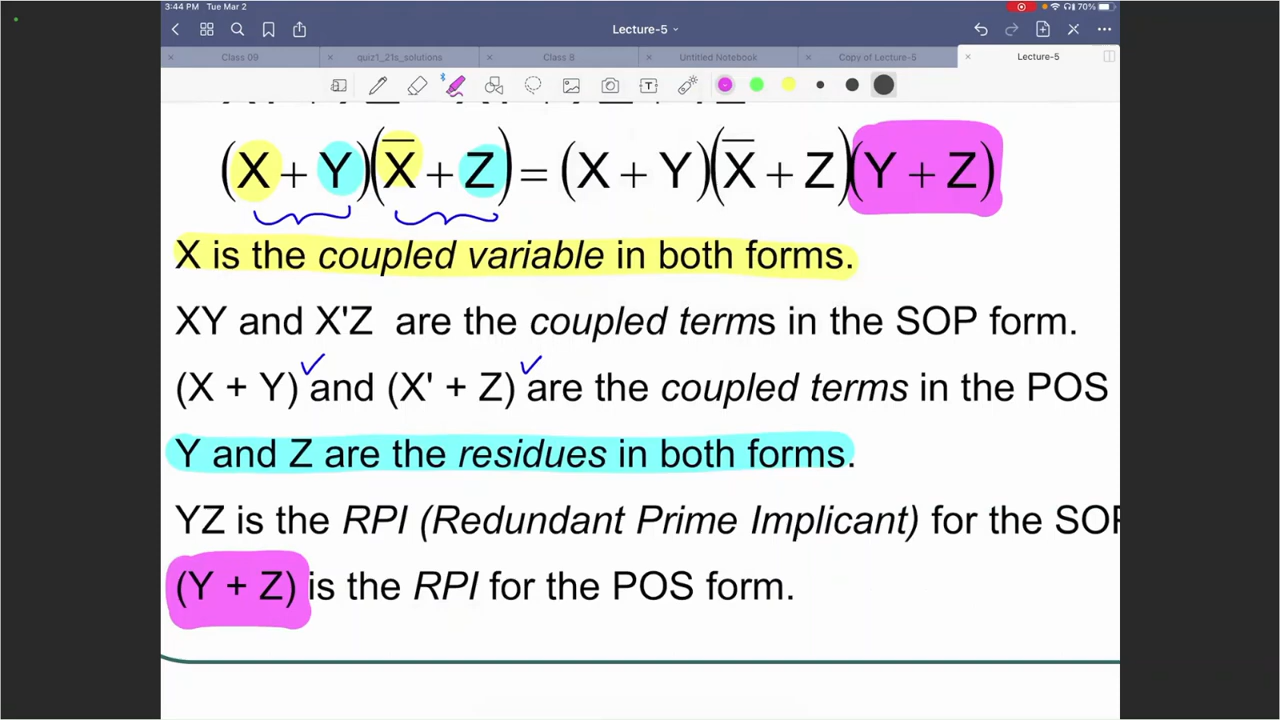 3:44 PM Tue Mar 2
70%
Lecture-5
Class 09
quiz1_21s_solutions
Class 8
Untitled Notebook
Copy of Lecture-5
Lecture-5
(X + Y)(X̅ + Z) = (X + Y)(X̅ + Z)(Y + Z)
X is the coupled variable in both forms.
XY and X'Z are the coupled terms in the SOP form.
(X + Y) and (X' + Z) are the coupled terms in the POS
Y and Z are the residues in both forms.
YZ is the RPI (Redundant Prime Implicant) for the SOP
(Y + Z) is the RPI for the POS form.